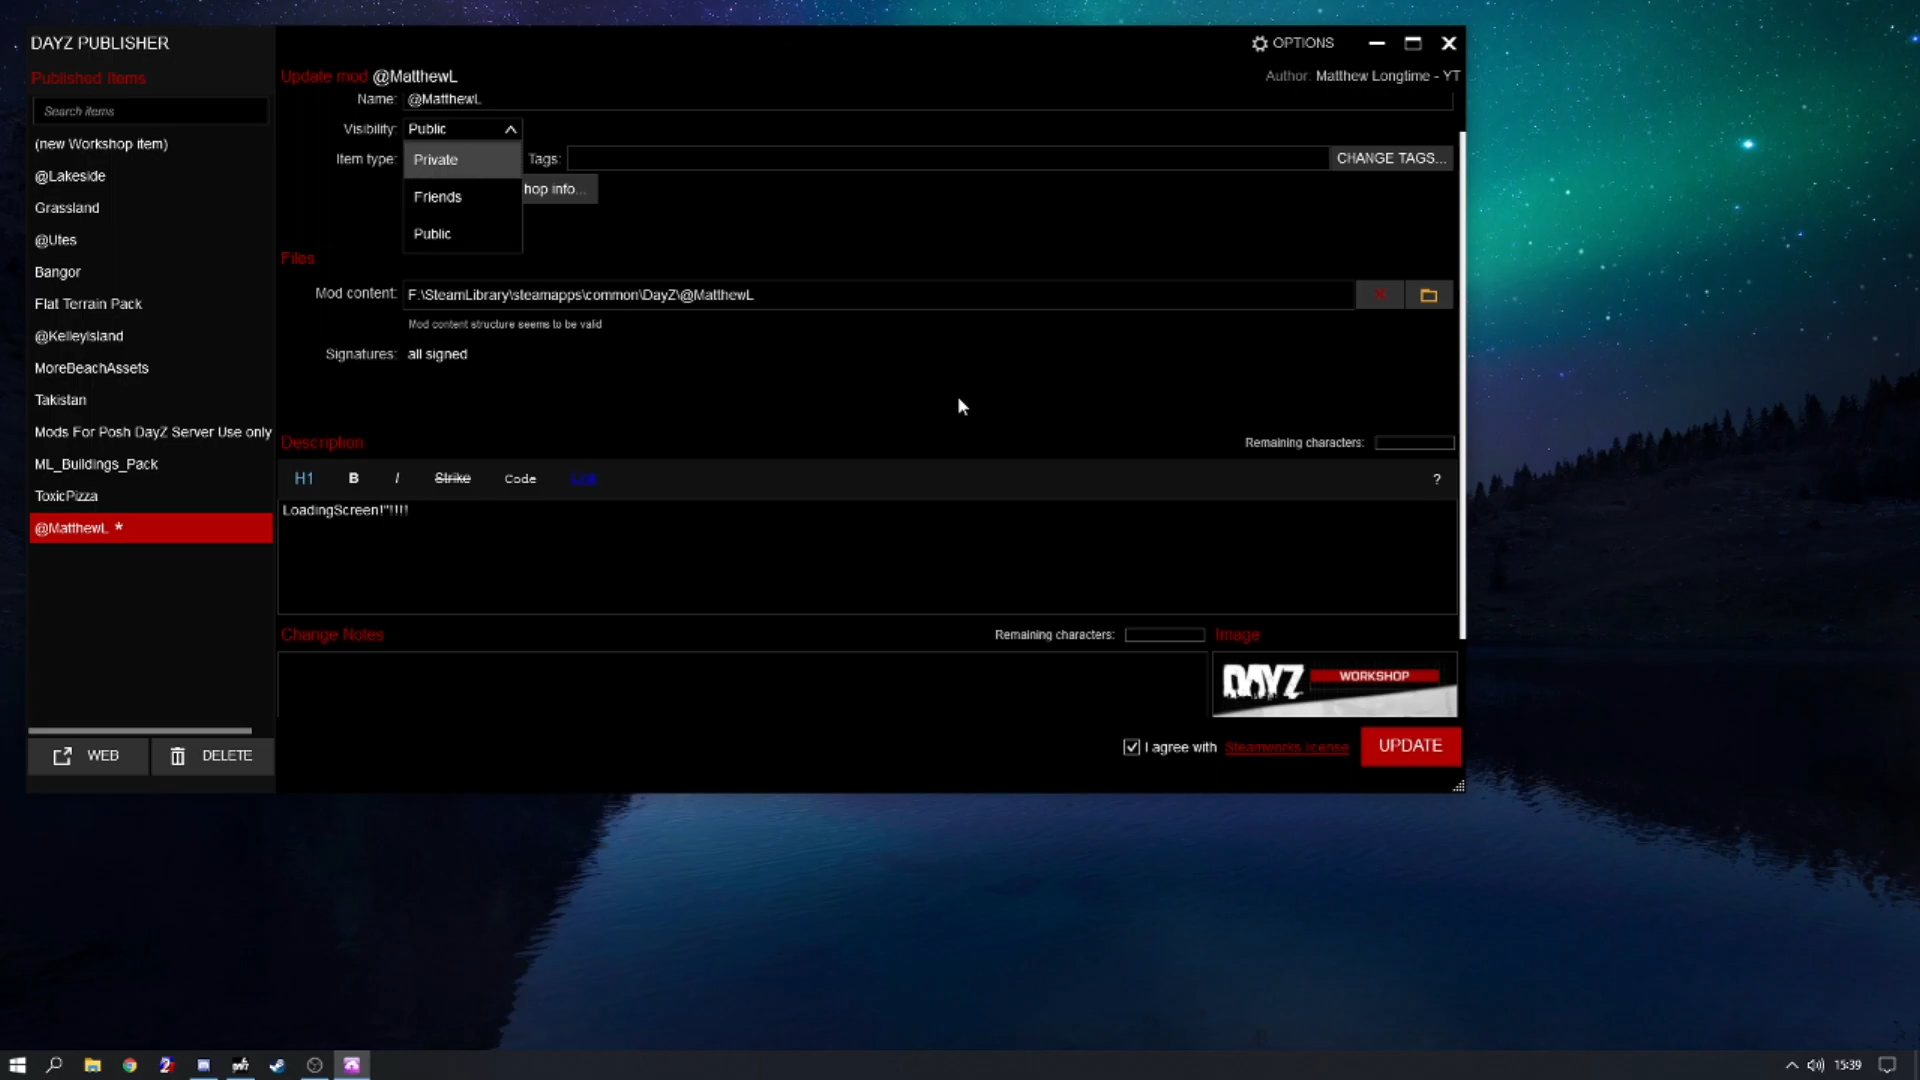 DAYZ PUBLISHER
OPTIONS
Published Items
Update mod @MatthewL
Author: Matthew Longtime - YT
Search items
Name: @MatthewL
(new Workshop item)
@Lakeside
Grassland
@Utes
Bangor
Flat Terrain Pack
@KelleyIsland
MoreBeachAssets
Takistan
Mods For Posh DayZ Server Use only
ML_Buildings_Pack
ToxicPizza
@MatthewL *
Visibility: Public
Private
Friends
Public
Item type:
Tags:
CHANGE TAGS...
hop info...
Files
Mod content: F:\SteamLibrary\steamapps\common\DayZ\@MatthewL
Mod content structure seems to be valid
Signatures: all signed
Description
Remaining characters:
H1 B I Strike Code Link ?
LoadingScreen!"!!!!
Change Notes
Remaining characters:
Image
DAYZ WORKSHOP
WEB
DELETE
I agree with Steamworks license
UPDATE
15:39